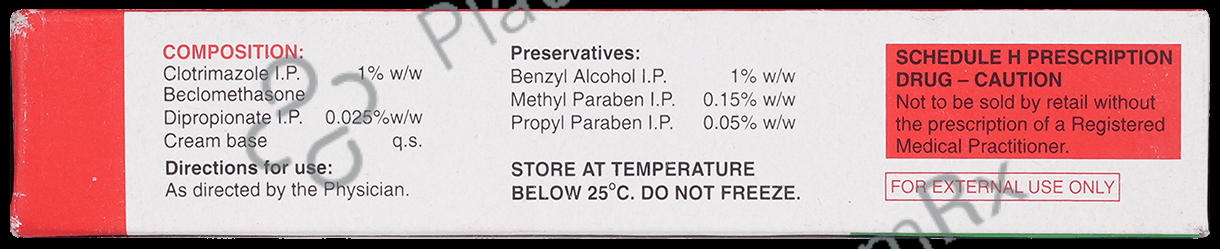 COMPOSITION:
Clotrimazole I.P. 1% w/w
Beclomethasone
Dipropionate I.P. 0.025%w/w
Cream base q.s.
Directions for use:
As directed by the Physician.
Preservatives:
Benzyl Alcohol I.P. 1% w/w
Methyl Paraben I.P. 0.15% w/w
Propyl Paraben I.P. 0.05% w/w
STORE AT TEMPERATURE
BELOW 25°C. DO NOT FREEZE.
SCHEDULE H PRESCRIPTION
DRUG – CAUTION
Not to be sold by retail without
the prescription of a Registered
Medical Practitioner.
FOR EXTERNAL USE ONLY